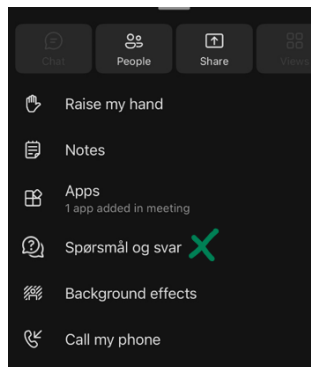 Chat
People
Share
Views
Raise my hand
Notes
Apps
1 app added in meeting
Spørsmål og svar
Background effects
Call my phone